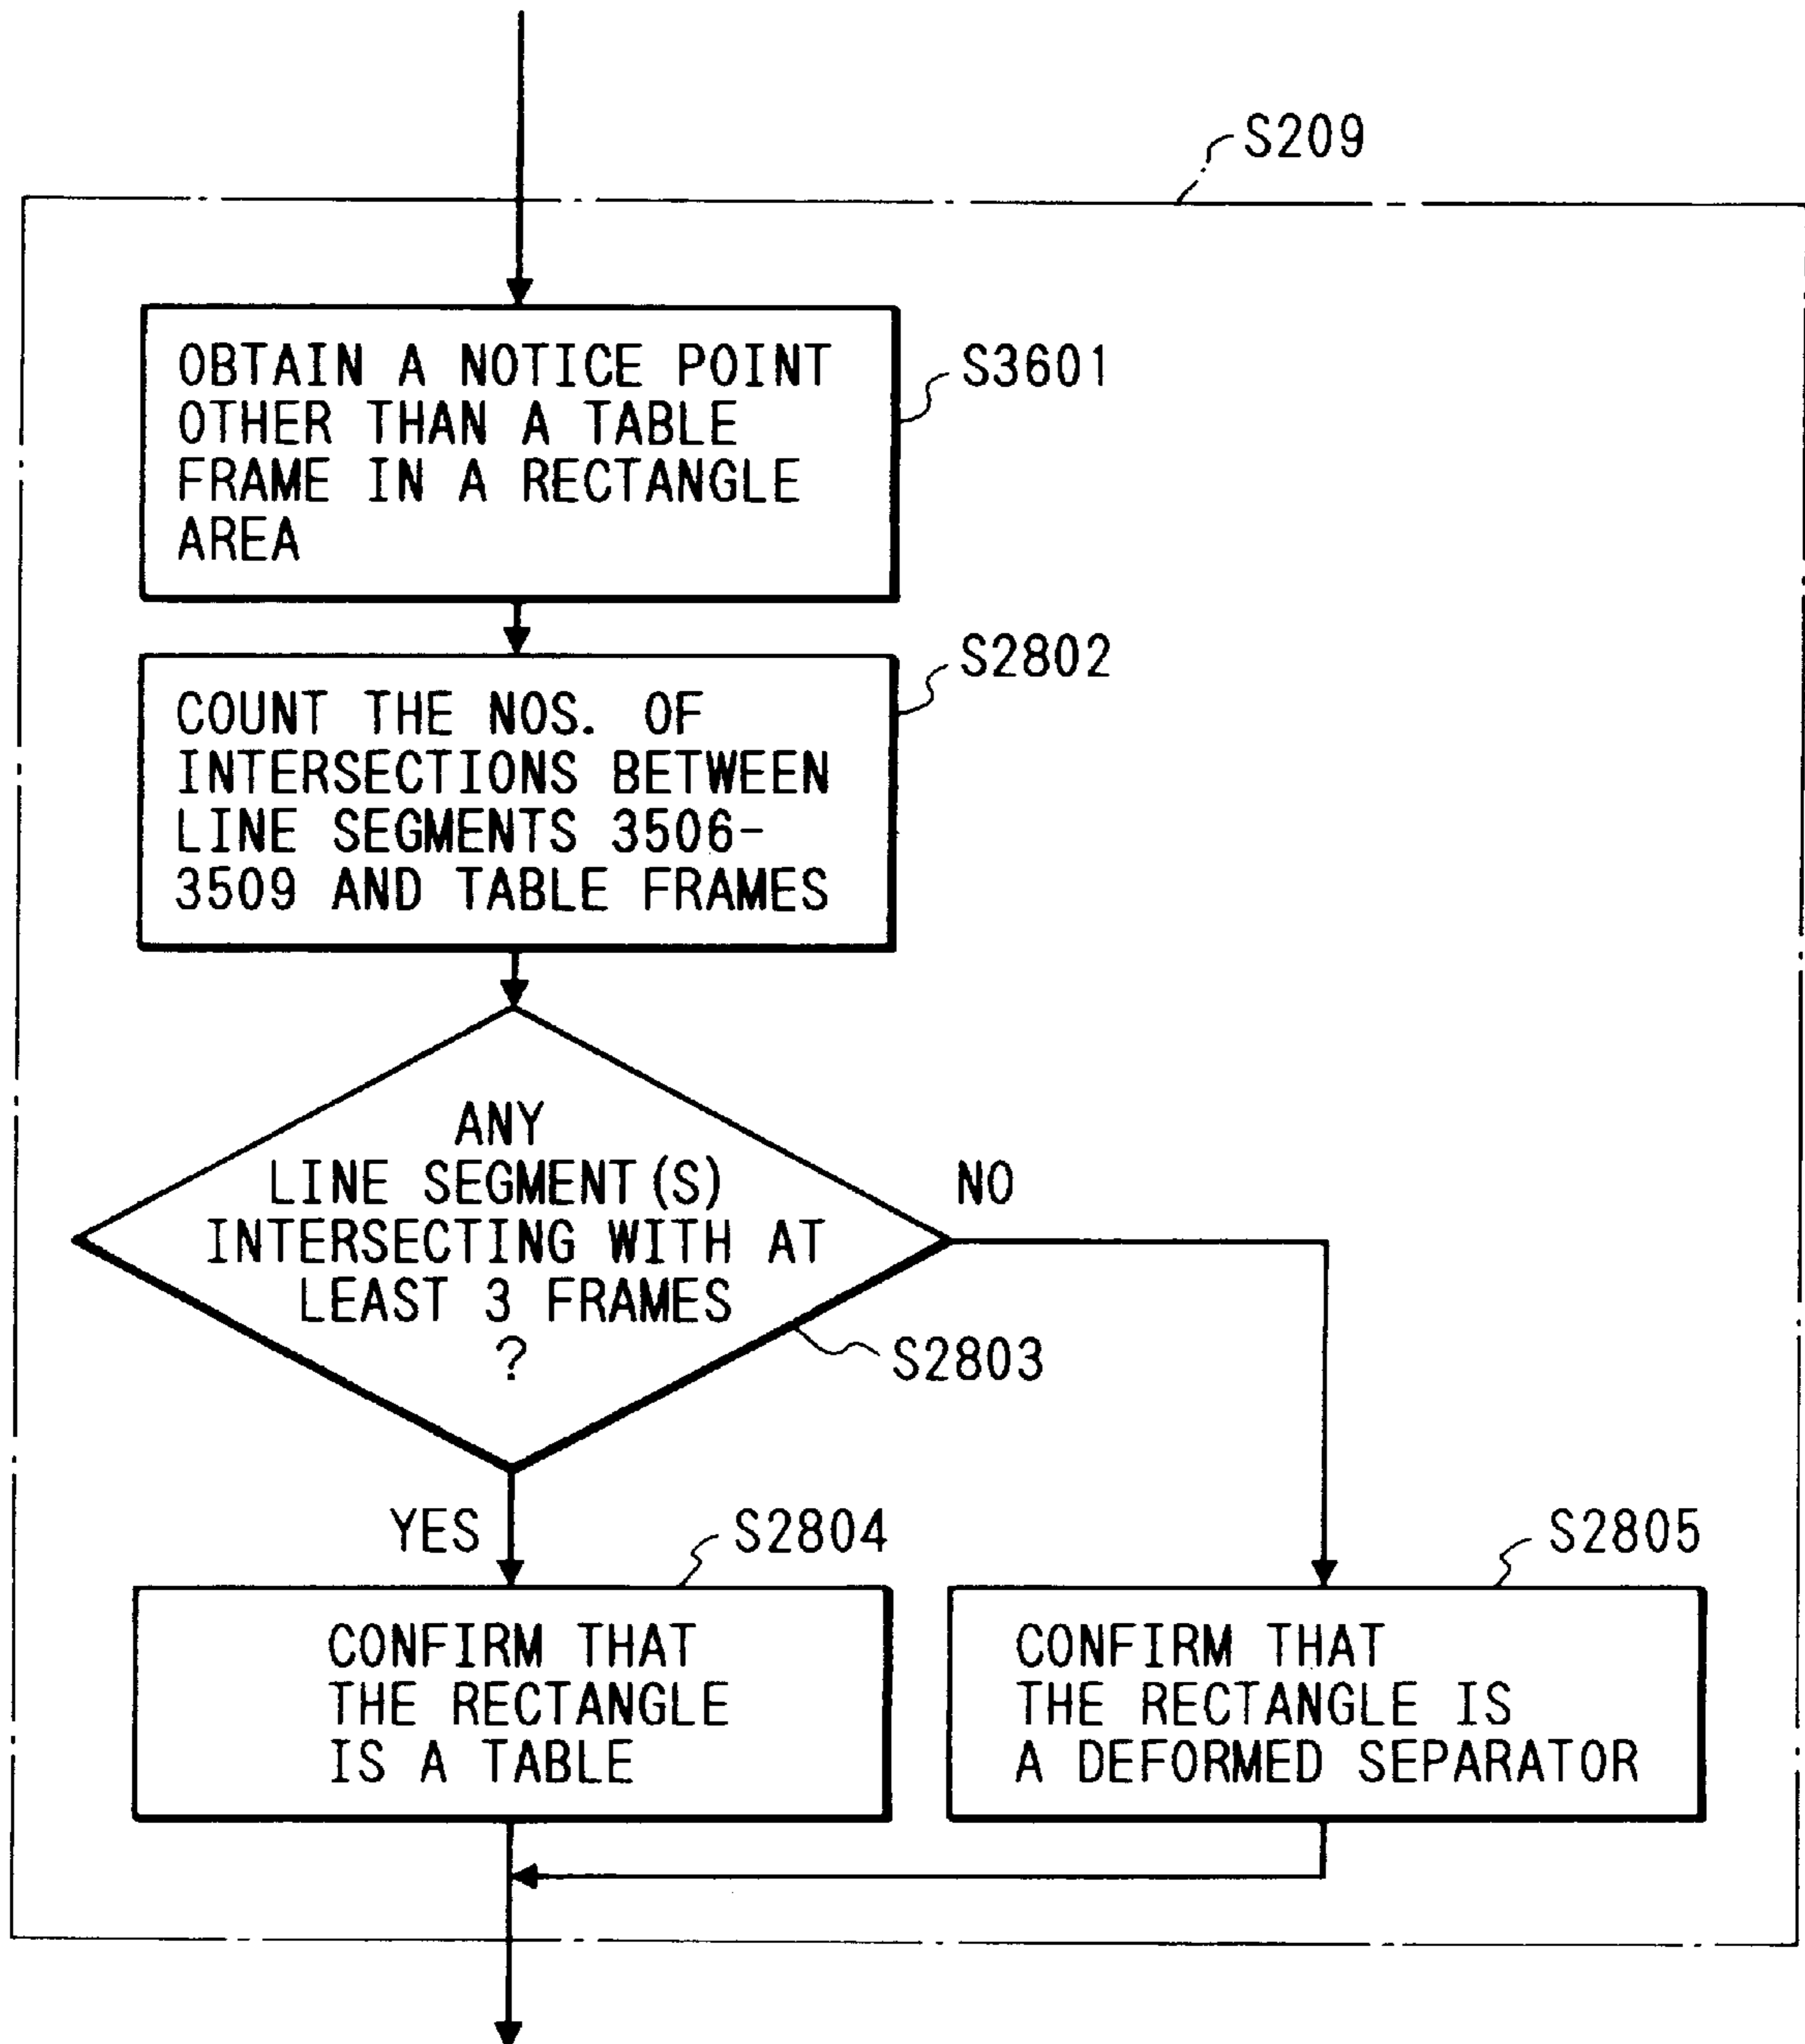 S209
OBTAIN A NOTICE POINT
OTHER THAN A TABLE
FRAME IN A RECTANGLE
AREA
S3601
COUNT THE NOS. OF
INTERSECTIONS BETWEEN
LINE SEGMENTS 3506-
3509 AND TABLE FRAMES
S2802
ANY
LINE SEGMENT(S)
INTERSECTING WITH AT
LEAST 3 FRAMES
?
NO
S2803
YES
S2804
S2805
CONFIRM THAT
THE RECTANGLE
IS A TABLE
CONFIRM THAT
THE RECTANGLE IS
A DEFORMED SEPARATOR